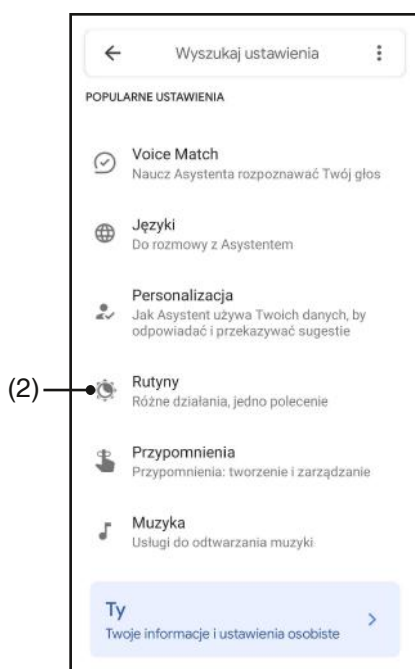 Wyszukaj ustawienia
POPULARNE USTAWIENIA
Voice Match
Naucz Asystenta rozpoznawać Twój głos
Języki
Do rozmowy z Asystentem
Personalizacja
Jak Asystent używa Twoich danych, by
odpowiadać i przekazywać sugestie
(2)
Rutyny
Różne działania, jedno polecenie
Przypomnienia
Przypomnienia: tworzenie i zarządzanie
Muzyka
Usługi do odtwarzania muzyki
Ty
Twoje informacje i ustawienia osobiste